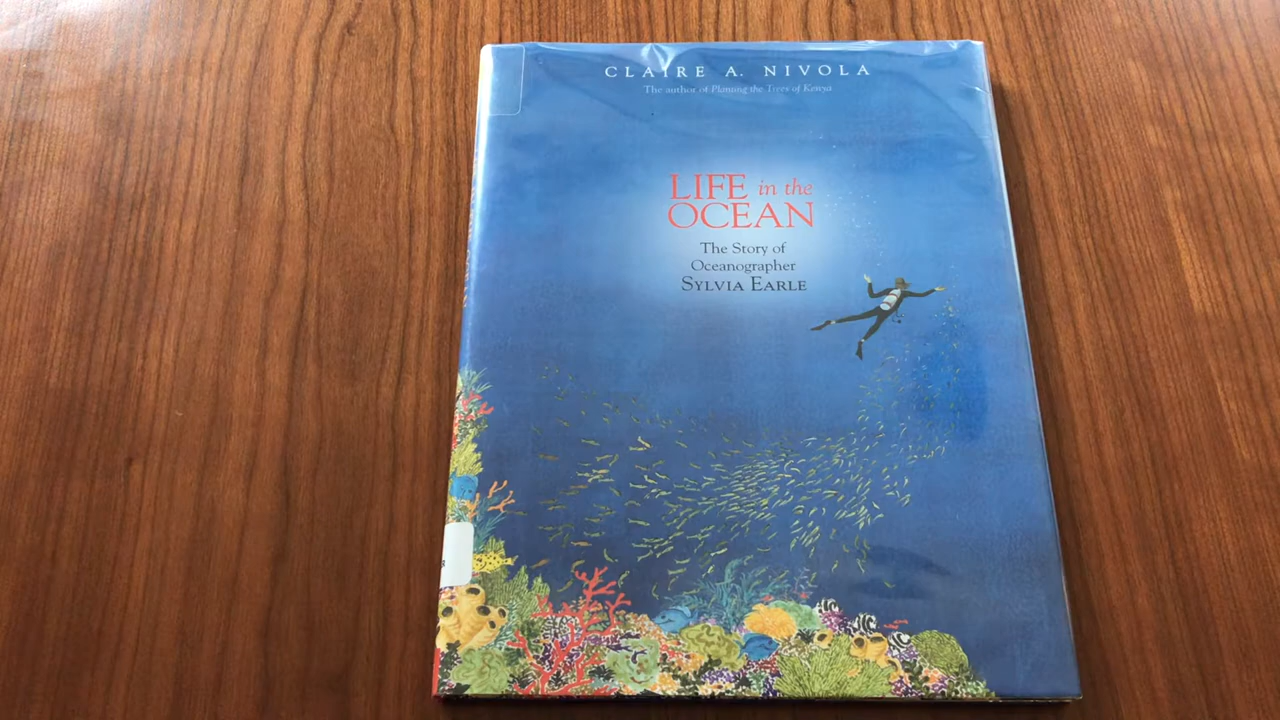 CLAIRE A. NIVOLA
The author of Planting the Trees of Kenya
LIFE in the
OCEAN
The Story of
Oceanographer
SYLVIA EARLE